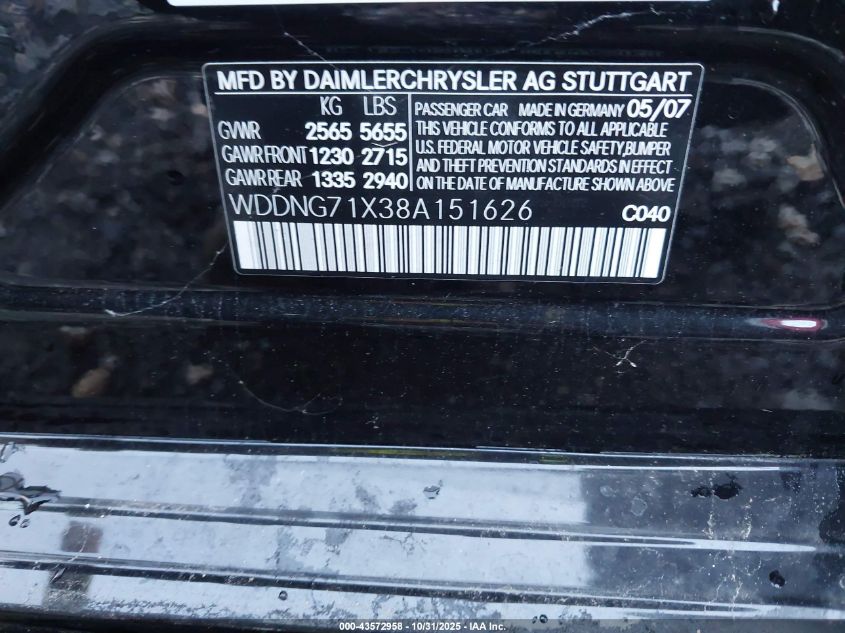 MFD BY DAIMLERCHRYSLER AG STUTTGART
KG LBS
GVWR 2565 5655
GAWR FRONT 1230 2715
GAWR REAR 1335 2940
PASSENGER CAR MADE IN GERMANY 05/07
THIS VEHICLE CONFORMS TO ALL APPLICABLE
U.S. FEDERAL MOTOR VEHICLE SAFETY,BUMPER
AND THEFT PREVENTION STANDARDS IN EFFECT
ON THE DATE OF MANUFACTURE SHOWN ABOVE
WDDNG71X38A151626 C040
000-43572958 - 10/31/2025 - IAA Inc.